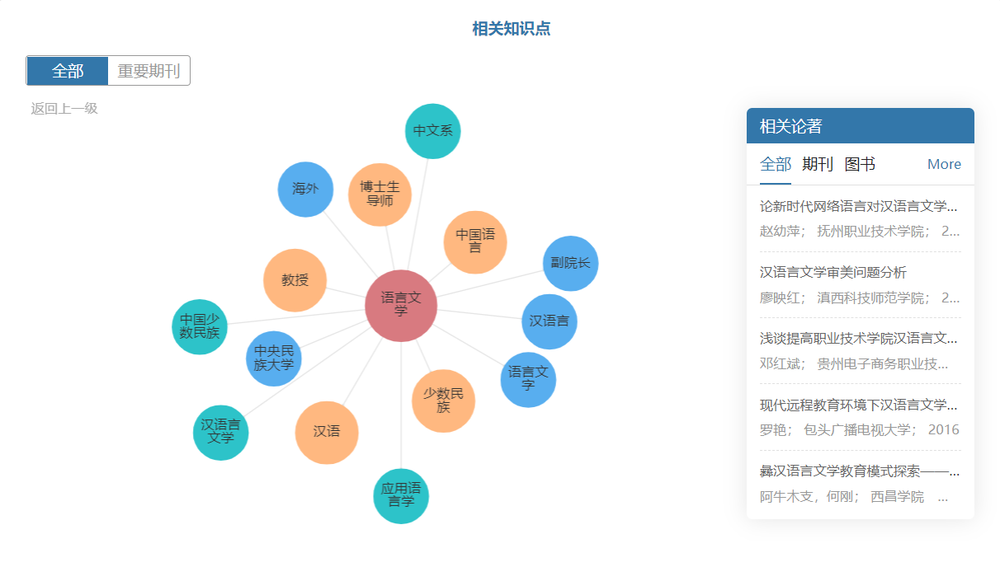 相关知识点
全部 重要期刊
返回上一级
中文系
海外
博士生
导师
中国语
言
副院长
教授
语言文
学
中国少
数民族
汉语言
中央民
族大学
语言文
字
少数民
族
汉语言
文学
汉语
应用语
言学
相关论著
全部 期刊 图书 More
论新时代网络语言对汉语言文学...
赵幼萍； 抚州职业技术学院； 2...
汉语言文学审美问题分析
廖映红； 滇西科技师范学院； 2...
浅谈提高职业技术学院汉语言文...
邓红斌； 贵州电子商务职业技...
现代远程教育环境下汉语言文学...
罗艳； 包头广播电视大学； 2016
彝汉语言文学教育模式探索——...
阿牛木支，何刚； 西昌学院 ...